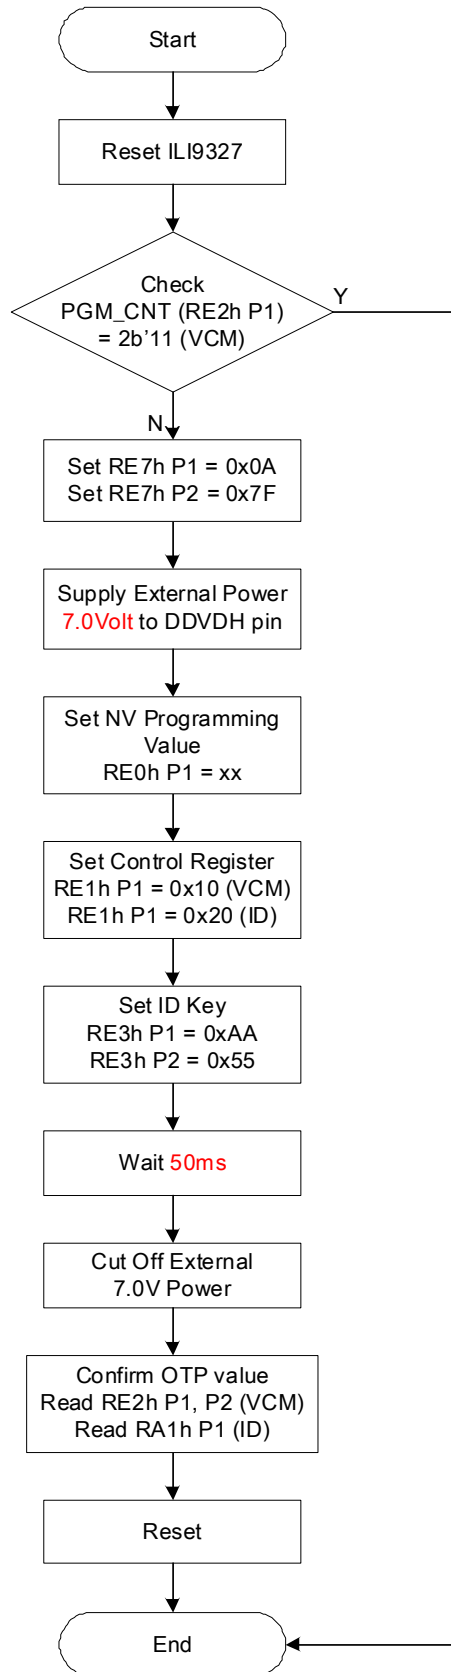 Start
Reset ILI9327
Check
PGM_CNT (RE2h P1)
= 2b'11 (VCM)
Y
N
Set RE7h P1 = 0x0A
Set RE7h P2 = 0x7F
Supply External Power
7.0Volt to DDVDH pin
Set NV Programming
Value
RE0h P1 = xx
Set Control Register
RE1h P1 = 0x10 (VCM)
RE1h P1 = 0x20 (ID)
Set ID Key
RE3h P1 = 0xAA
RE3h P2 = 0x55
Wait 50ms
Cut Off External
7.0V Power
Confirm OTP value
Read RE2h P1, P2 (VCM)
Read RA1h P1 (ID)
Reset
End